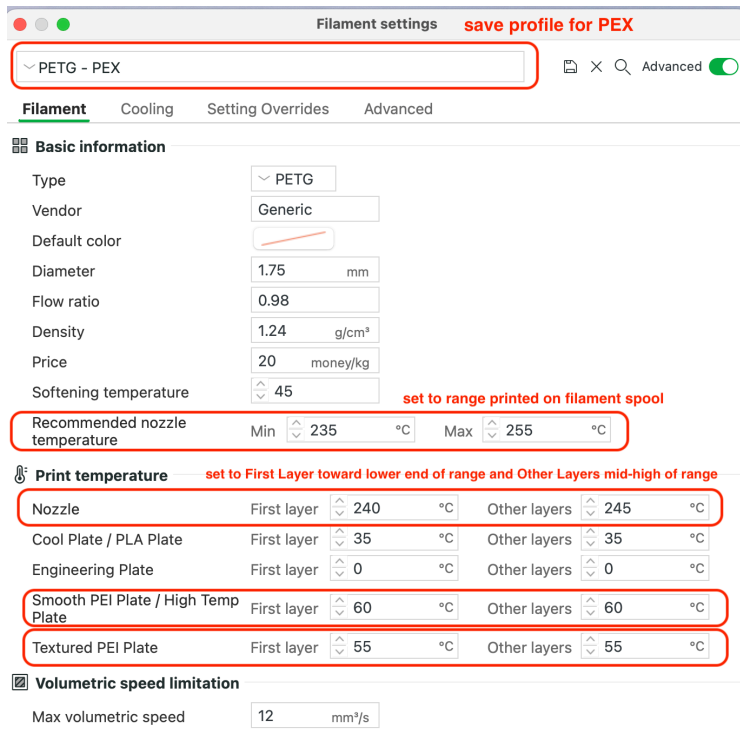 Filament settings save profile for PEX
PETG - PEX Advanced
Filament Cooling Setting Overrides Advanced
Basic information
Type PETG
Vendor Generic
Default color
Diameter 1.75 mm
Flow ratio 0.98
Density 1.24 g/cm³
Price 20 money/kg
Softening temperature 45
set to range printed on filament spool
Recommended nozzle
temperature Min 235 °C Max 255 °C
Print temperature set to First Layer toward lower end of range and Other Layers mid-high of range
Nozzle First layer 240 °C Other layers 245 °C
Cool Plate / PLA Plate First layer 35 °C Other layers 35 °C
Engineering Plate First layer 0 °C Other layers 0 °C
Smooth PEI Plate / High Temp
Plate First layer 60 °C Other layers 60 °C
Textured PEI Plate First layer 55 °C Other layers 55 °C
Volumetric speed limitation
Max volumetric speed 12 mm³/s